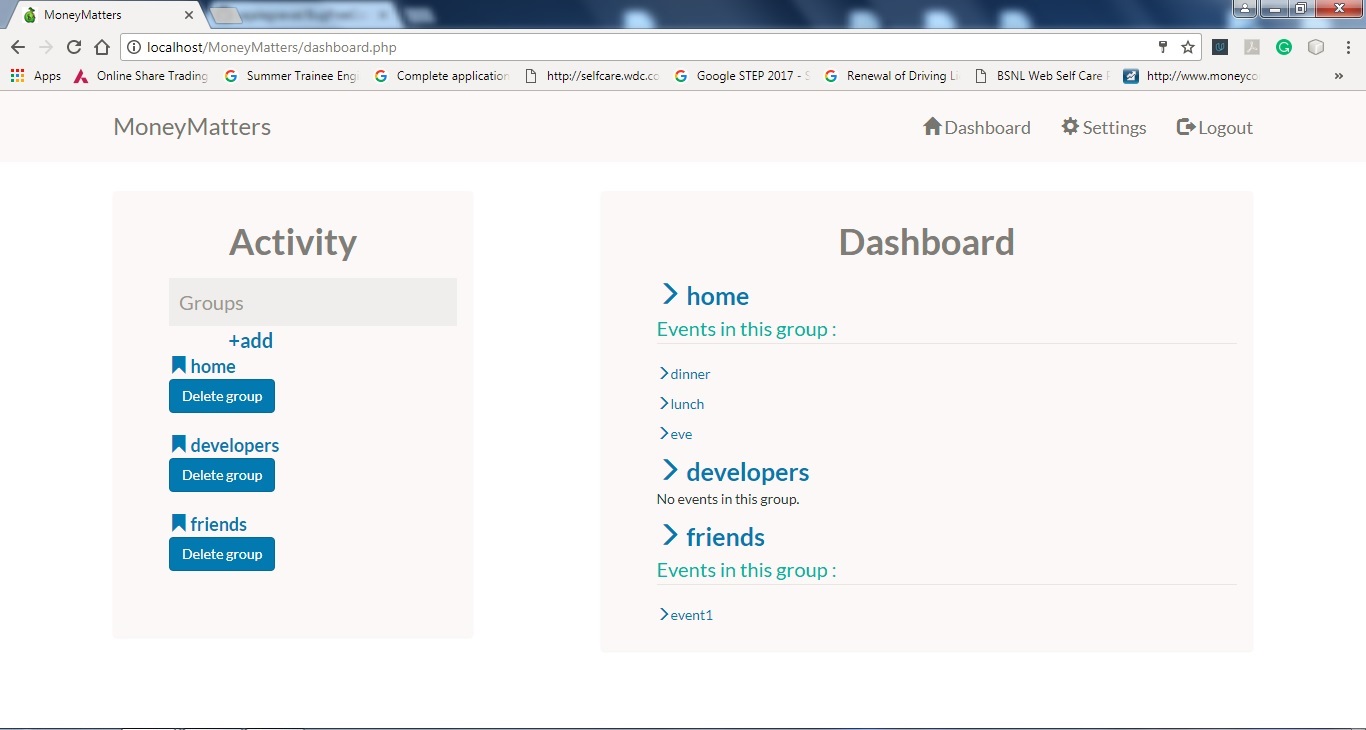 MoneyMatters
localhost/MoneyMatters/dashboard.php
Apps Online Share Trading Summer Trainee Eng Complete application http://selfcare.wdc.co Google STEP 2017 - S Renewal of Driving Li BSNL Web Self Care P http://www.moneyco »
MoneyMatters Dashboard Settings Logout
Activity
Groups
+add
home
Delete group
developers
Delete group
friends
Delete group
Dashboard
home
Events in this group :
dinner
lunch
eve
developers
No events in this group.
friends
Events in this group :
event1